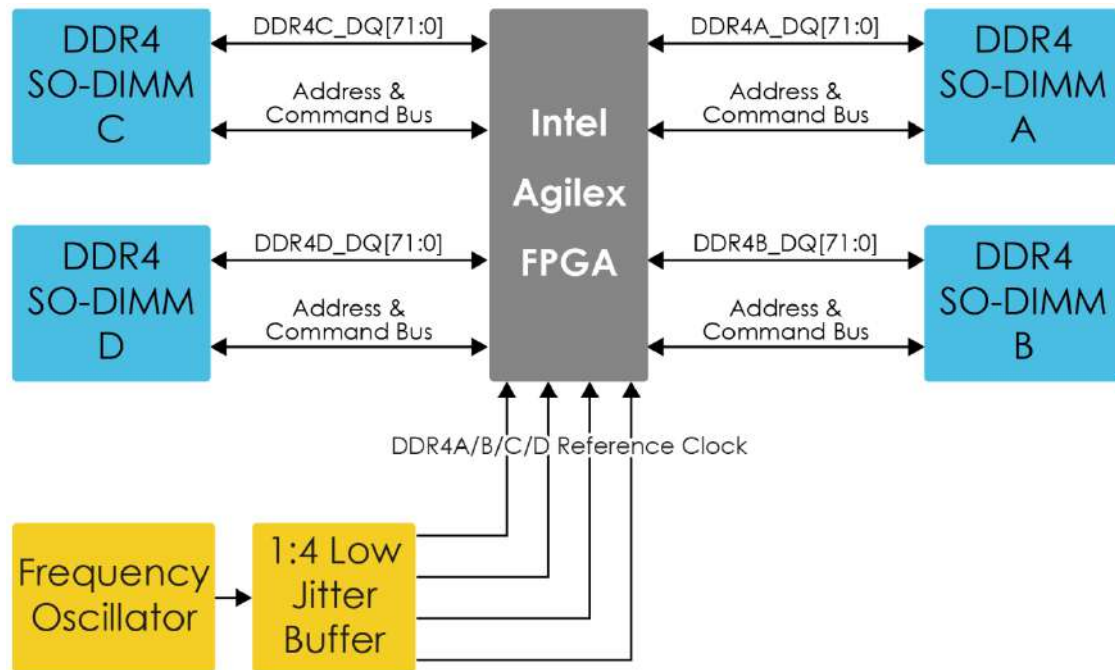 DDR4
SO-DIMM
C
DDR4C_DQ[71:0]
Address &
Command Bus
Intel
Agilex
FPGA
DDR4A_DQ[71:0]
Address &
Command Bus
DDR4
SO-DIMM
A
DDR4
SO-DIMM
D
DDR4D_DQ[71:0]
Address &
Command Bus
DDR4B_DQ[71:0]
Address &
Command Bus
DDR4
SO-DIMM
B
DDR4A/B/C/D Reference Clock
Frequency
Oscillator
1:4 Low
Jitter
Buffer